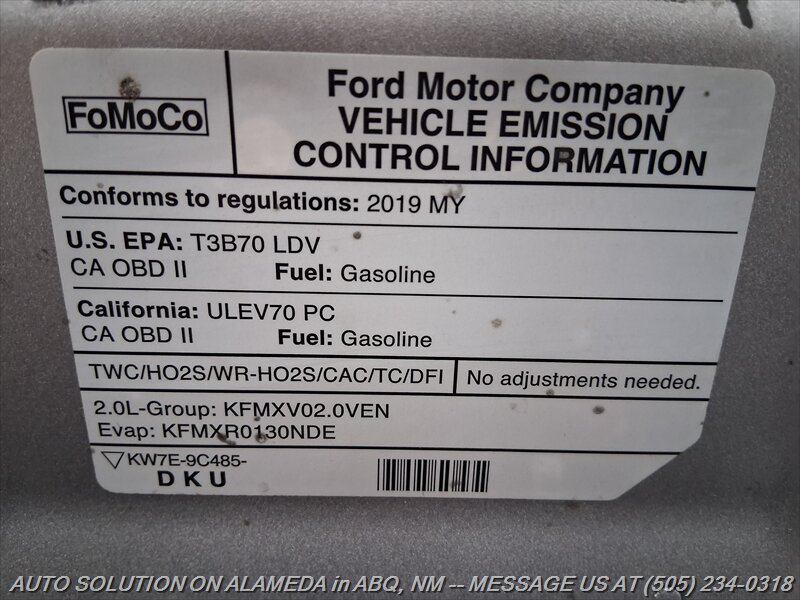 FoMoCo
Ford Motor Company
VEHICLE EMISSION
CONTROL INFORMATION
Conforms to regulations: 2019 MY
U.S. EPA: T3B70 LDV
CA OBD II Fuel: Gasoline
California: ULEV70 PC
CA OBD II Fuel: Gasoline
TWC/HO2S/WR-HO2S/CAC/TC/DFI No adjustments needed.
2.0L-Group: KFMXV02.0VEN
Evap: KFMXR0130NDE
KW7E-9C485-
DKU
AUTO SOLUTION ON ALAMEDA in ABQ, NM -- MESSAGE US AT (505) 234-0318